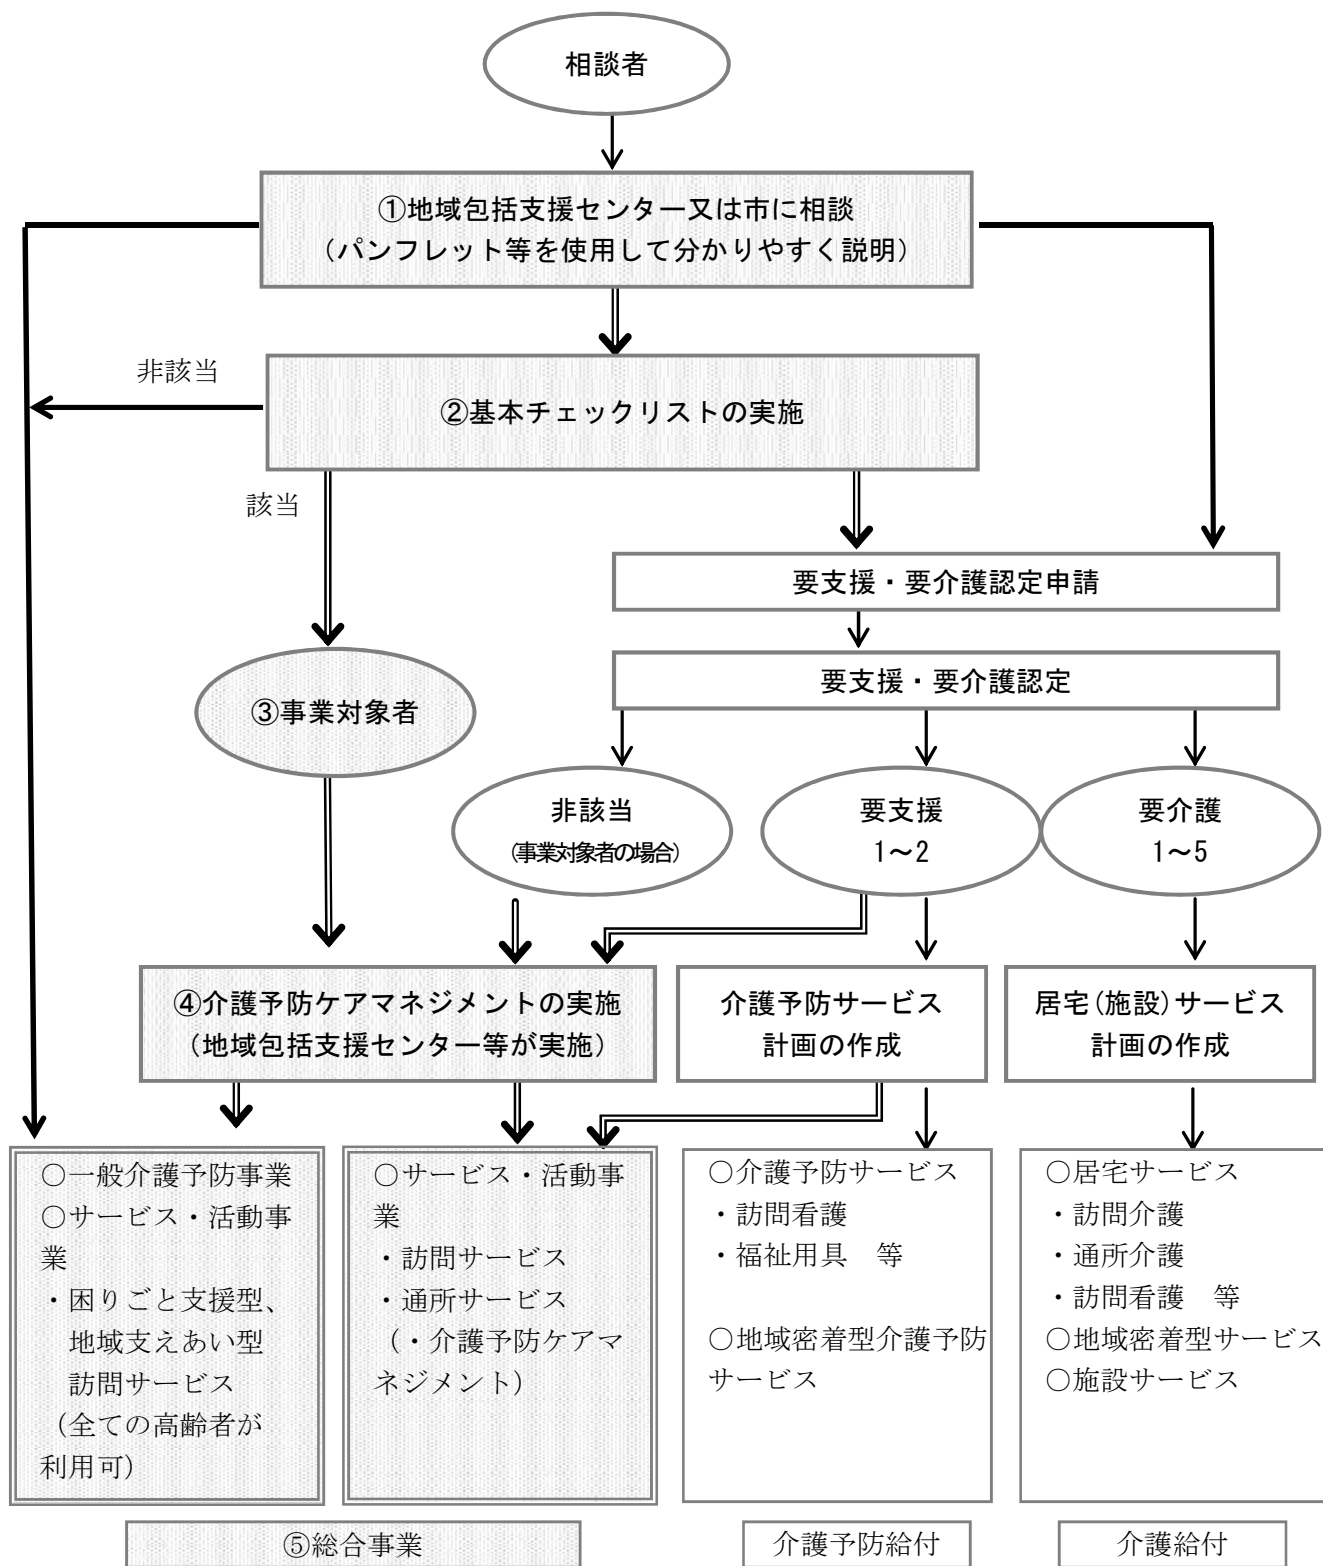 相談者
①地域包括支援センター又は市に相談
（パンフレット等を使用して分かりやすく説明）
非該当
②基本チェックリストの実施
該当
要支援・要介護認定申請
要支援・要介護認定
③事業対象者
非該当
(事業対象者の場合)
要支援
1～2
要介護
1～5
④介護予防ケアマネジメントの実施
（地域包括支援センター等が実施）
介護予防サービス
計画の作成
居宅(施設)サービス
計画の作成
○一般介護予防事業
○サービス・活動事
業
・困りごと支援型、
地域支えあい型
訪問サービス
（全ての高齢者が
利用可）
○サービス・活動事
業
・訪問サービス
・通所サービス
（・介護予防ケアマ
ネジメント）
○介護予防サービス
・訪問看護
・福祉用具　等
○地域密着型介護予防
サービス
○居宅サービス
・訪問介護
・通所介護
・訪問看護　等
○地域密着型サービス
○施設サービス
⑤総合事業
介護予防給付
介護給付